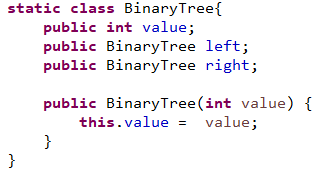 static class BinaryTree{
    public int value;
    public BinaryTree left;
    public BinaryTree right;

    public BinaryTree(int value) {
        this.value =  value;
    }
}